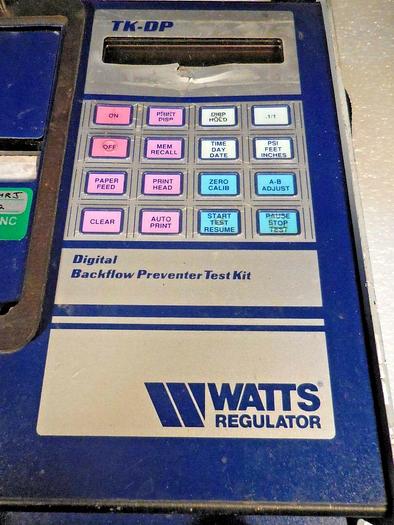 TK-DP
ON
PRINT
DISP
DISP
HOLD
.1/1
OFF
MEM
RECALL
TIME
DAY
DATE
PSI
FEET
INCHES
PAPER
FEED
PRINT
HEAD
ZERO
CALIB
A-B
ADJUST
CLEAR
AUTO
PRINT
START
TEST
RESUME
PAUSE
STOP
TEST
NC
Digital
Backflow Preventer Test Kit
WATTS
REGULATOR